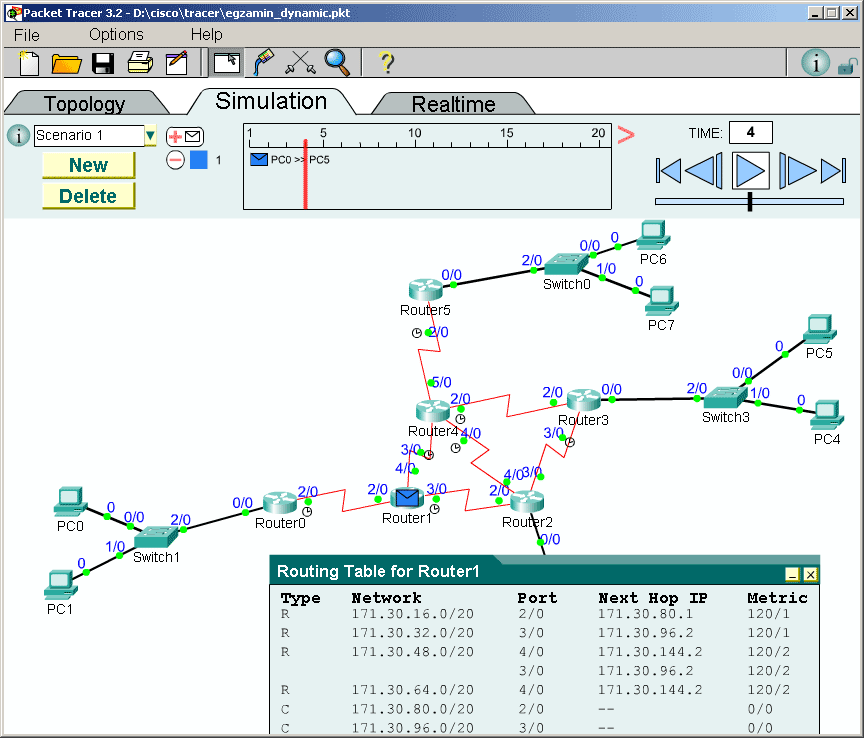 Packet Tracer 3.2 - D:\cisco\tracer\egzamin_dynamic.pkt
File Options Help
?
i
Topology Simulation Realtime
i Scenario 1
New
Delete
1
1 5 10 15 20
PC0 >> PC5
>
TIME: 4
0/0 0
PC6
2/0
Switch0
1/0 0
PC7
0/0
Router5
2/0
PC5
0
0/0
2/0
Switch3
1/0 0
PC4
5/0
2/0
Router4
4/0
3/0
2/0 0/0
Router3
3/0
4/0
2/0 3/0
Router1
4/0 3/0
2/0
Router2
0/0
0/0 2/0
Router0
PC0
0
0/0
2/0
Switch1
1/0
0
PC1
Routing Table for Router1
Type Network Port Next Hop IP Metric
R 171.30.16.0/20 2/0 171.30.80.1 120/1
R 171.30.32.0/20 3/0 171.30.96.2 120/1
R 171.30.48.0/20 4/0 171.30.144.2 120/2
3/0 171.30.96.2 120/2
R 171.30.64.0/20 4/0 171.30.144.2 120/2
C 171.30.80.0/20 2/0 -- 0/0
C 171.30.96.0/20 3/0 -- 0/0